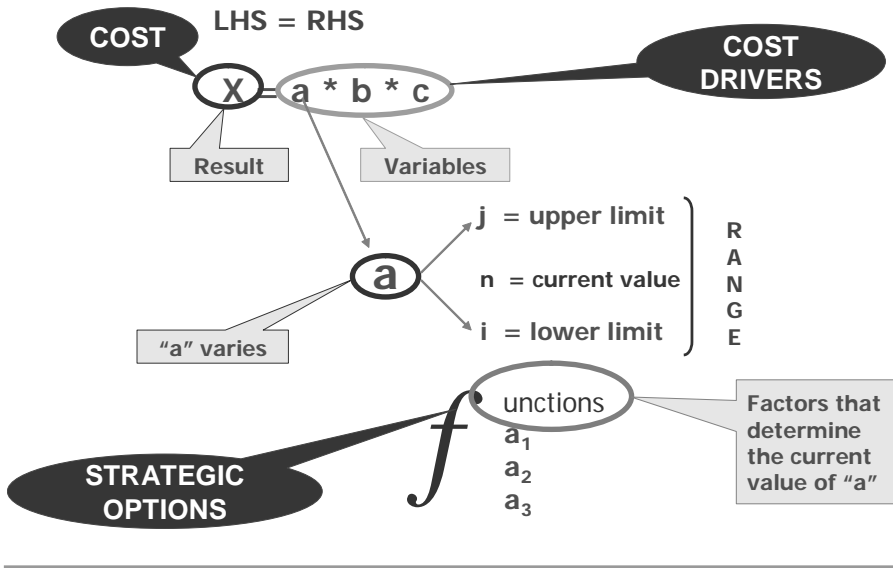 LHS = RHS
COST
COST
DRIVERS
X = a * b * c
Result
Variables
j = upper limit
a
n = current value
i = lower limit
R
A
N
G
E
“a” varies
f unctions
a₁
a₂
a₃
Factors that
determine
the current
value of “a”
STRATEGIC
OPTIONS